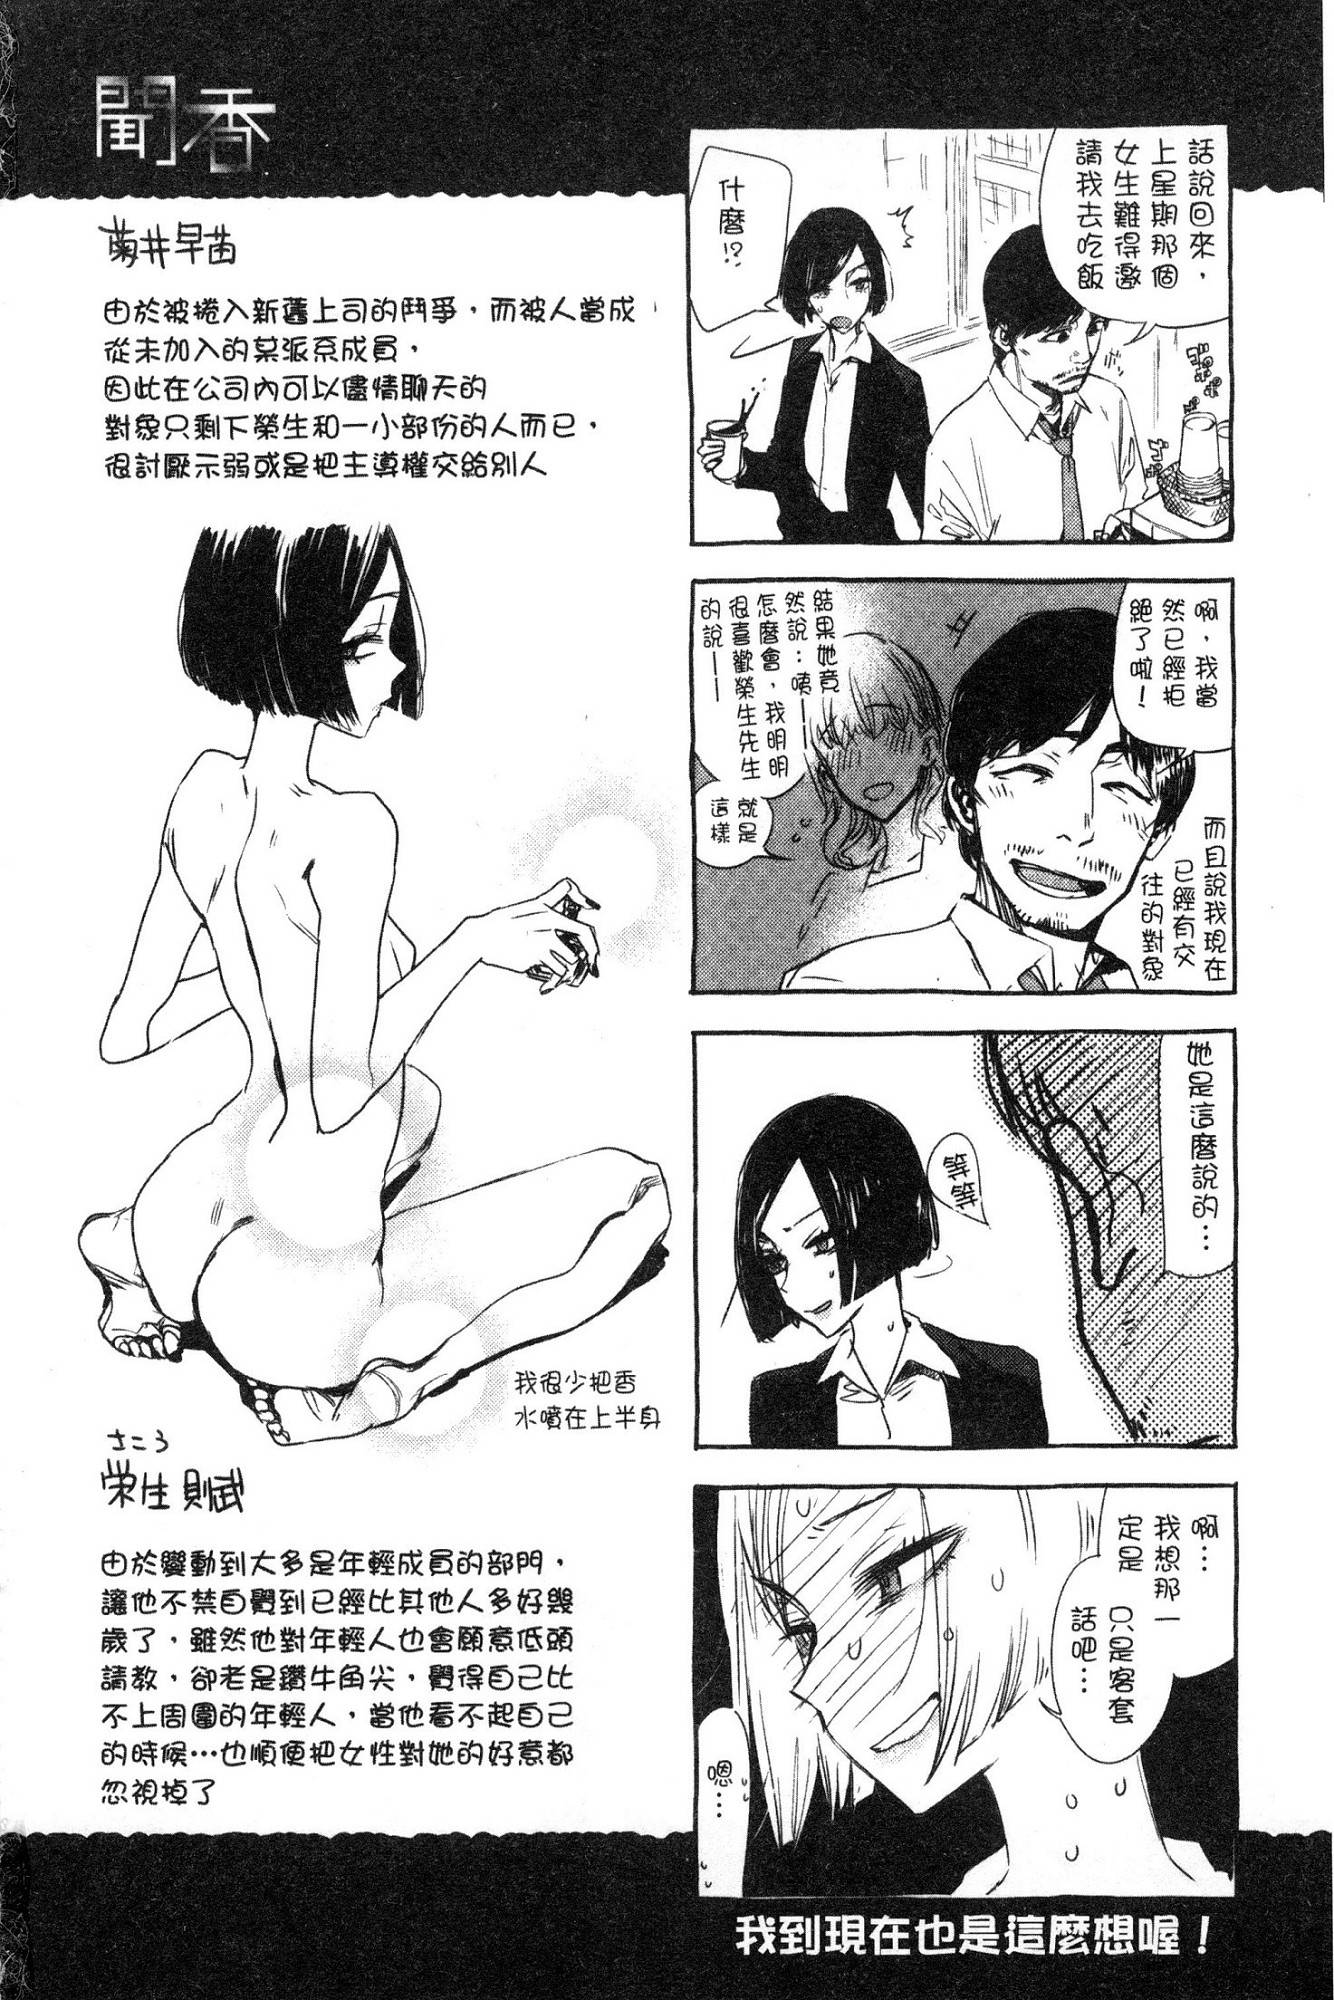 聞香
菊井早苗
由於被捲入新舊上司的鬥爭，而被人當成
從未加入的某派系成員，
因此在公司內可以儘情聊天的
對象只剩下榮生和一小部份的人而已，
很討厭示弱或是把主導權交給別人
我很少把香
水噴在上半身
さこう
栄生則武
由於變動到大多是年輕成員的部門，
讓他不禁自覺到已經比其他人多好幾
歲了，雖然他對年輕人也會願意低頭
請教，卻老是鑽牛角尖，覺得自己比
不上周圍的年輕人，當他看不起自己
的時候…也順便把女性對她的好意都
忽視掉了
話說回來，
上星期那個
女生難得邀
請我去吃飯
什麼!?
啊，我當
然已經拒
絕了啦！
而且說我現在
已經有交
往的對象
結果她竟
然說：咦──
怎麼會，我明明
很喜歡榮生先生
的說──
就是
這樣
她是這麼說的…
等等
啊…
我想那一
定是
只是客套
話吧…
嗯…
我到現在也是這麼想喔！